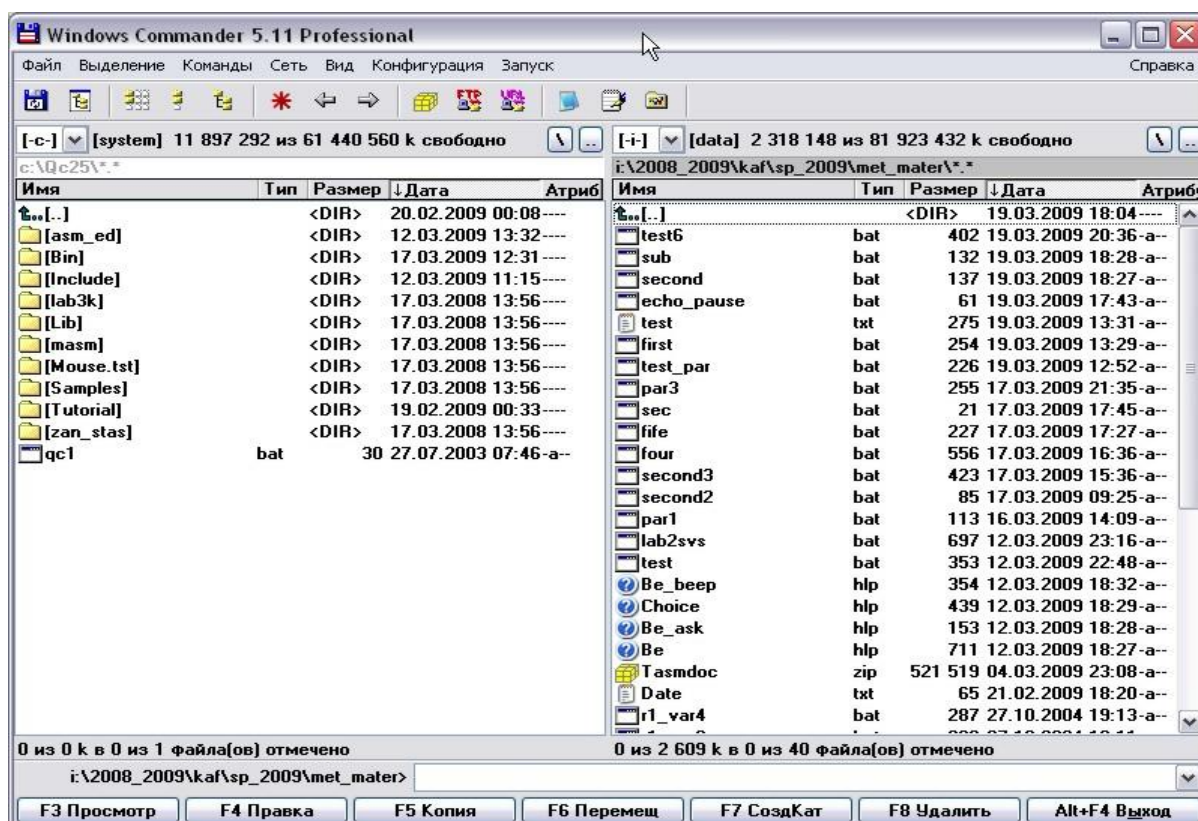 Windows Commander 5.11 Professional
Файл Выделение Команды Сеть Вид Конфигурация Запуск Справка
[-c-] [system] 11 897 292 из 61 440 560 k свободно \ ..
c:\Qc25\*.*
Имя Тип Размер ↓Дата Атриб
[..] <DIR> 20.02.2009 00:08 ----
[asm_ed] <DIR> 12.03.2009 13:32 ----
[Bin] <DIR> 17.03.2009 12:31 ----
[Include] <DIR> 12.03.2009 11:15 ----
[lab3k] <DIR> 17.03.2008 13:56 ----
[Lib] <DIR> 17.03.2008 13:56 ----
[masm] <DIR> 17.03.2008 13:56 ----
[Mouse.tst] <DIR> 17.03.2008 13:56 ----
[Samples] <DIR> 17.03.2008 13:56 ----
[Tutorial] <DIR> 19.02.2009 00:33 ----
[zan_stas] <DIR> 17.03.2008 13:56 ----
qc1 bat 30 27.07.2003 07:46 -a--
0 из 0 k в 0 из 1 файла(ов) отмечено
[-i-] [data] 2 318 148 из 81 923 432 k свободно \ ..
i:\2008_2009\kaf\sp_2009\met_mater\*.*
Имя Тип Размер ↓Дата Атриб
[..] <DIR> 19.03.2009 18:04 ----
test6 bat 402 19.03.2009 20:36 -a--
sub bat 132 19.03.2009 18:28 -a--
second bat 137 19.03.2009 18:27 -a--
echo_pause bat 61 19.03.2009 17:43 -a--
test txt 275 19.03.2009 13:31 -a--
first bat 254 19.03.2009 13:29 -a--
test_par bat 226 19.03.2009 12:52 -a--
par3 bat 255 17.03.2009 21:35 -a--
sec bat 21 17.03.2009 17:45 -a--
fife bat 227 17.03.2009 17:27 -a--
four bat 556 17.03.2009 16:36 -a--
second3 bat 423 17.03.2009 15:36 -a--
second2 bat 85 17.03.2009 09:25 -a--
par1 bat 113 16.03.2009 14:09 -a--
lab2svs bat 697 12.03.2009 23:16 -a--
test bat 353 12.03.2009 22:48 -a--
Be_beep hlp 354 12.03.2009 18:32 -a--
Choice hlp 439 12.03.2009 18:29 -a--
Be_ask hlp 153 12.03.2009 18:28 -a--
Be hlp 711 12.03.2009 18:27 -a--
Tasmdoc zip 521 519 04.03.2009 23:08 -a--
Date txt 65 21.02.2009 18:20 -a--
r1_var4 bat 287 27.10.2004 19:13 -a--
0 из 2 609 k в 0 из 40 файла(ов) отмечено
i:\2008_2009\kaf\sp_2009\met_mater>
F3 Просмотр F4 Правка F5 Копия F6 Перемещ F7 СоздКат F8 Удалить Alt+F4 Выход